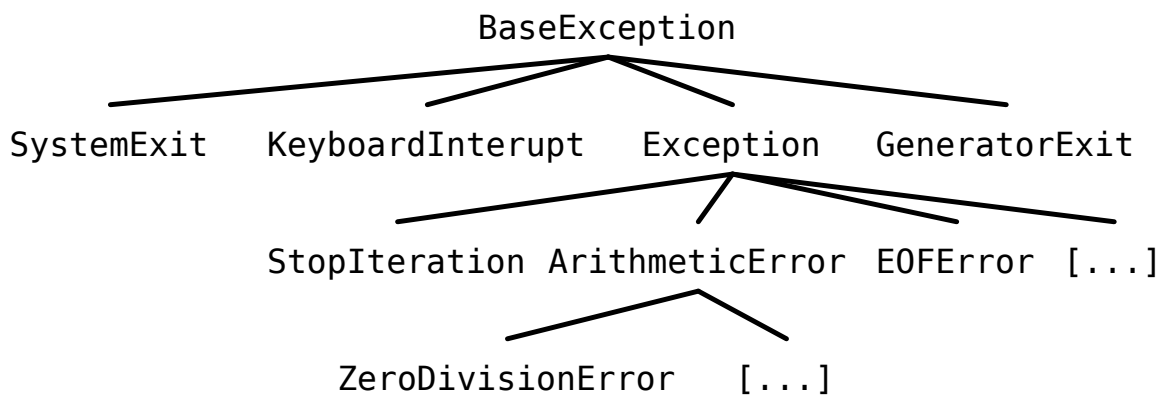 BaseException
SystemExit KeyboardInterupt Exception GeneratorExit
StopIteration ArithmeticError EOFError [...]
ZeroDivisionError [...]